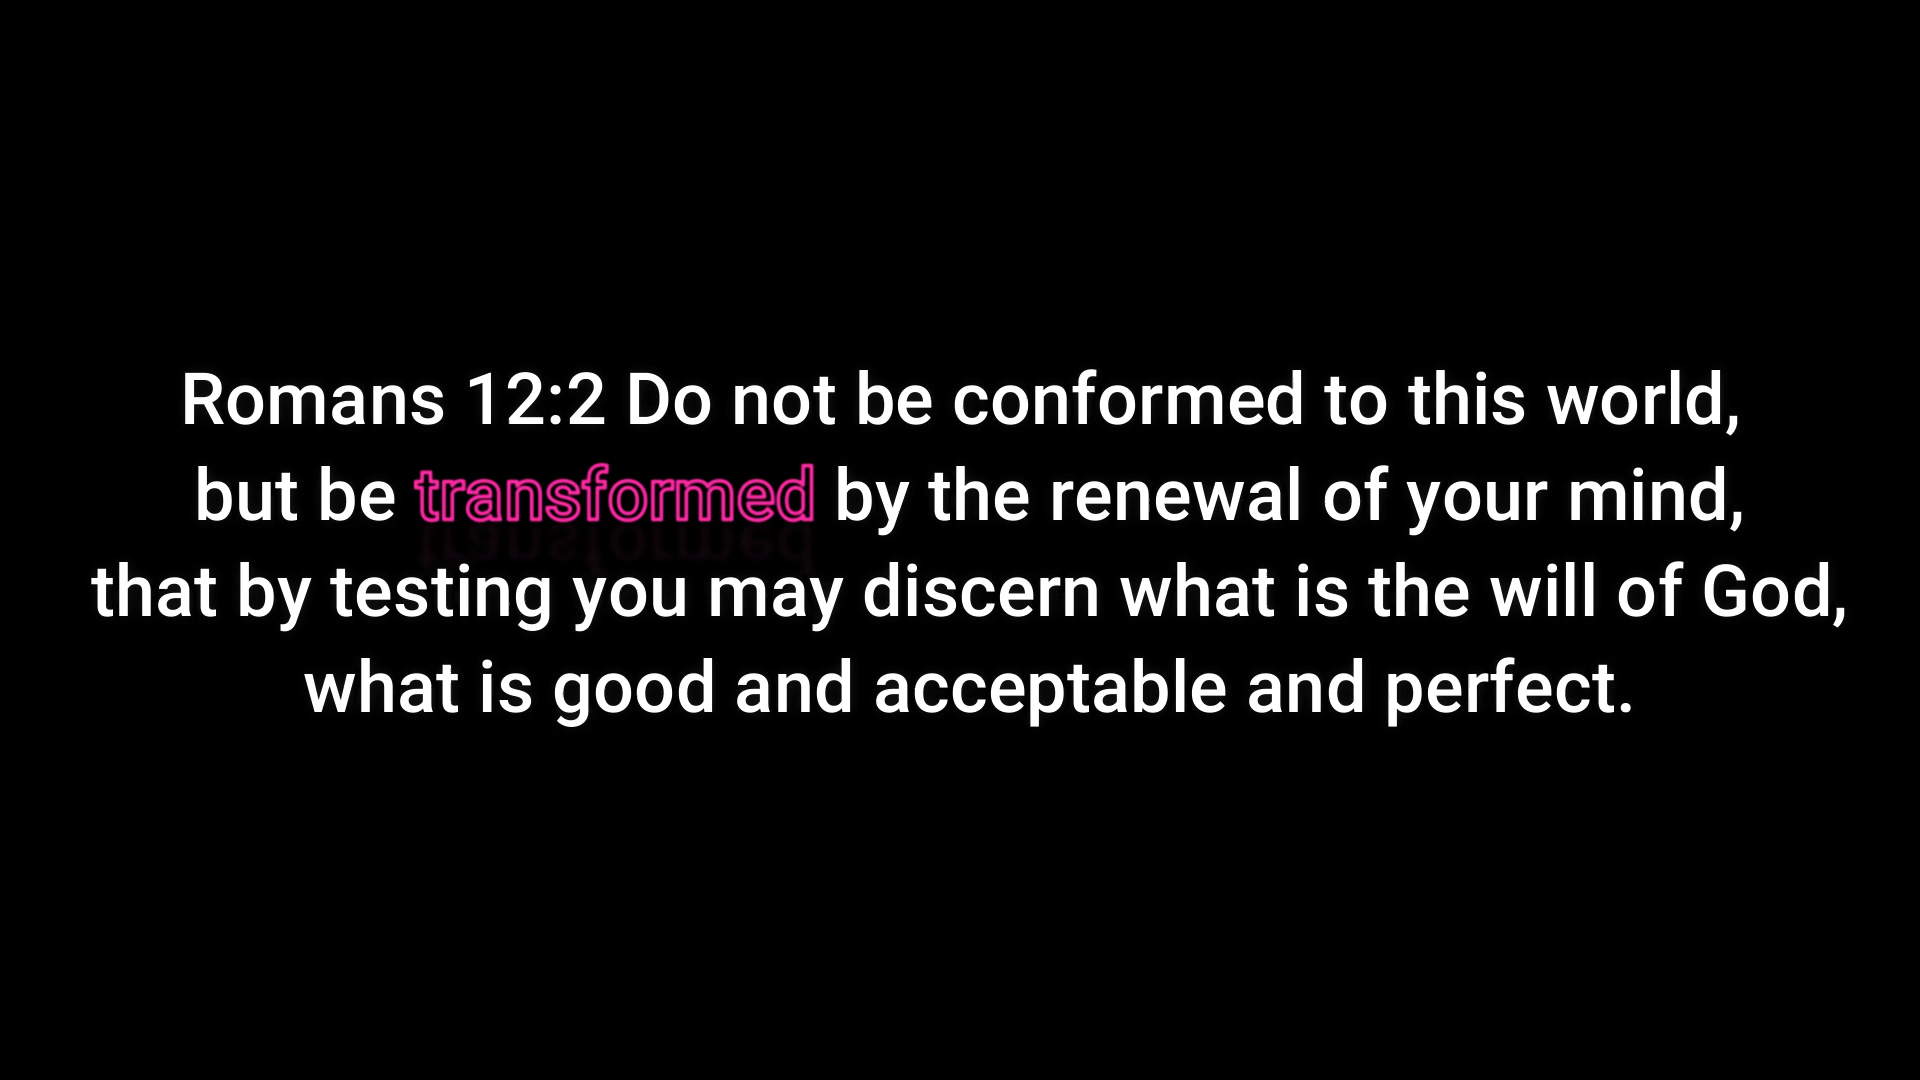 Romans 12:2 Do not be conformed to this world,
but be transformed by the renewal of your mind,
that by testing you may discern what is the will of God,
what is good and acceptable and perfect.